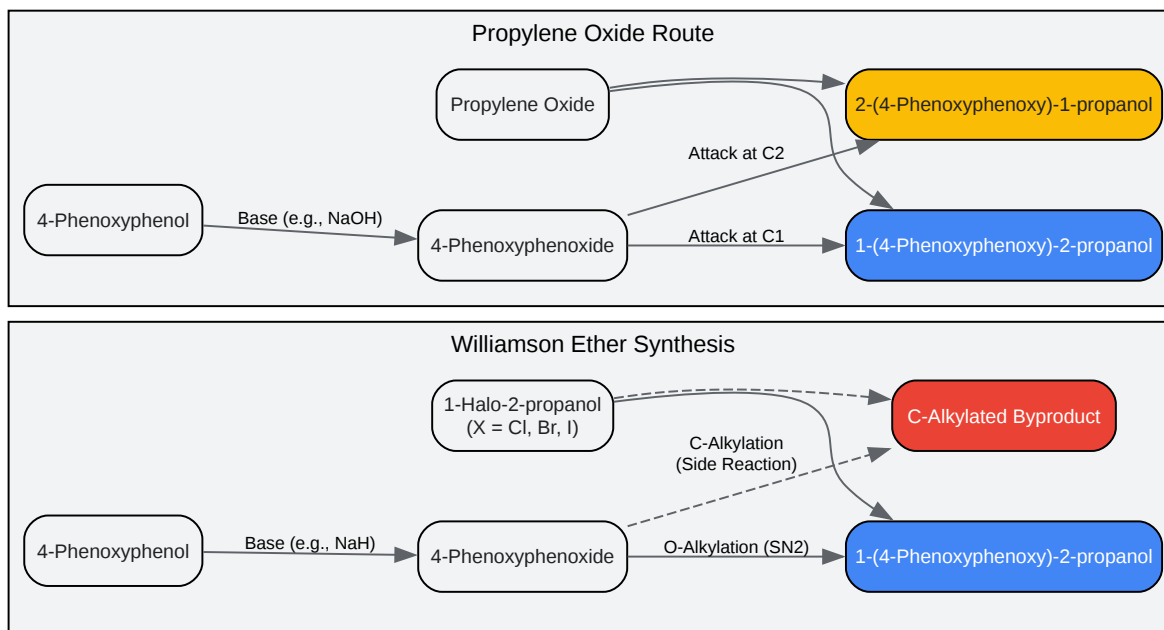 Propylene Oxide Route
Propylene Oxide
2-(4-Phenoxyphenoxy)-1-propanol
Attack at C2
4-Phenoxyphenol
Base (e.g., NaOH)
4-Phenoxyphenoxide
Attack at C1
1-(4-Phenoxyphenoxy)-2-propanol
Williamson Ether Synthesis
1-Halo-2-propanol
(X = Cl, Br, I)
C-Alkylated Byproduct
C-Alkylation
(Side Reaction)
4-Phenoxyphenol
Base (e.g., NaH)
4-Phenoxyphenoxide
O-Alkylation (SN2)
1-(4-Phenoxyphenoxy)-2-propanol